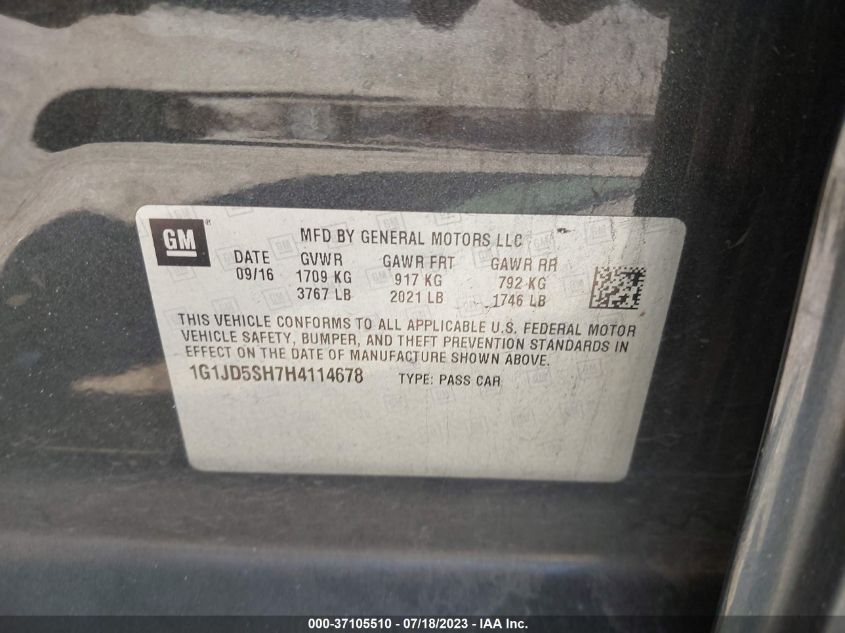 GM
MFD BY GENERAL MOTORS LLC
DATE GVWR GAWR FRT GAWR RR
09/16 1709 KG 917 KG 792 KG
3767 LB 2021 LB 1746 LB
THIS VEHICLE CONFORMS TO ALL APPLICABLE U.S. FEDERAL MOTOR
VEHICLE SAFETY, BUMPER, AND THEFT PREVENTION STANDARDS IN
EFFECT ON THE DATE OF MANUFACTURE SHOWN ABOVE.
1G1JD5SH7H4114678 TYPE: PASS CAR
000-37105510 - 07/18/2023 - © IAA Inc.